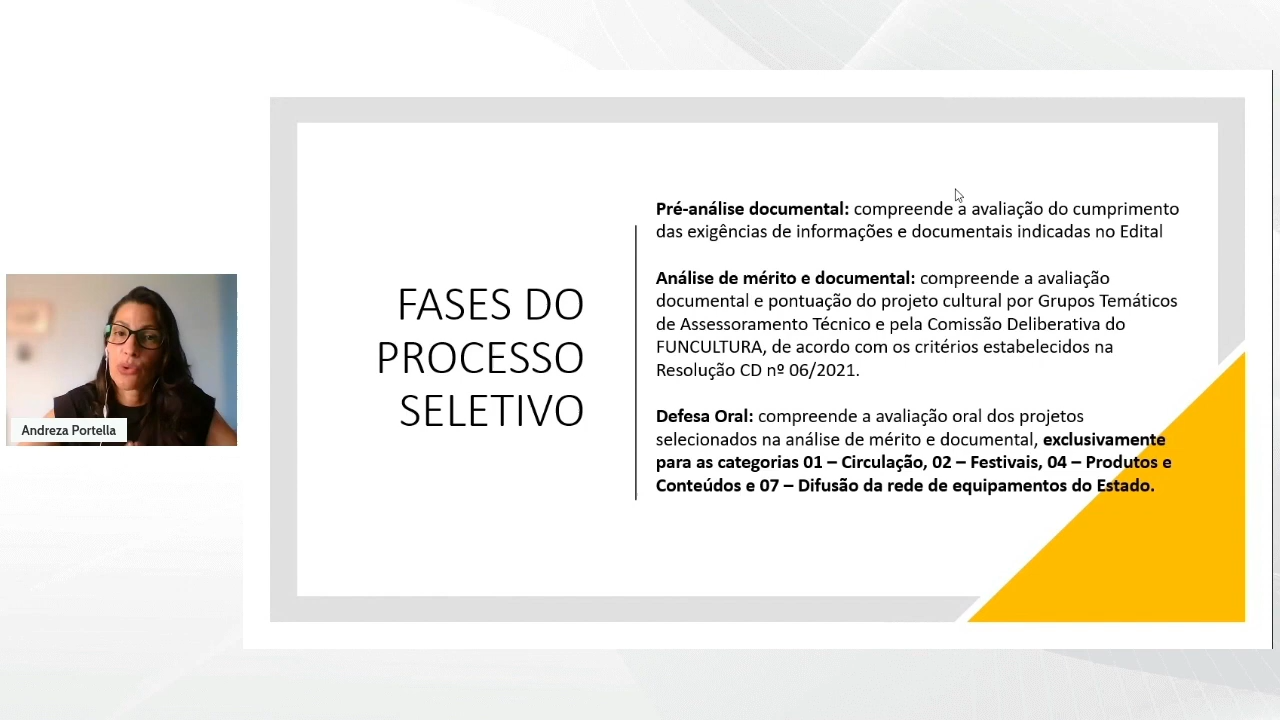 FASES DO
PROCESSO
SELETIVO
Pré-análise documental: compreende a avaliação do cumprimento
das exigências de informações e documentais indicadas no Edital
Análise de mérito e documental: compreende a avaliação
documental e pontuação do projeto cultural por Grupos Temáticos
de Assessoramento Técnico e pela Comissão Deliberativa do
FUNCULTURA, de acordo com os critérios estabelecidos na
Resolução CD nº 06/2021.
Defesa Oral: compreende a avaliação oral dos projetos
selecionados na análise de mérito e documental, exclusivamente
para as categorias 01 – Circulação, 02 – Festivais, 04 – Produtos e
Conteúdos e 07 – Difusão da rede de equipamentos do Estado.
Andreza Portella